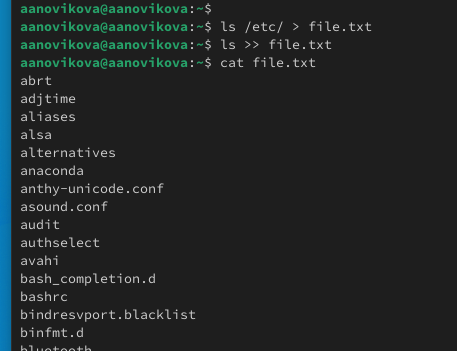 aanovikova@aanovikova:~$
aanovikova@aanovikova:~$ ls /etc/ > file.txt
aanovikova@aanovikova:~$ ls >> file.txt
aanovikova@aanovikova:~$ cat file.txt
abrt
adjtime
aliases
alsa
alternatives
anaconda
anthy-unicode.conf
asound.conf
audit
authselect
avahi
bash_completion.d
bashrc
bindresvport.blacklist
binfmt.d
bluetooth